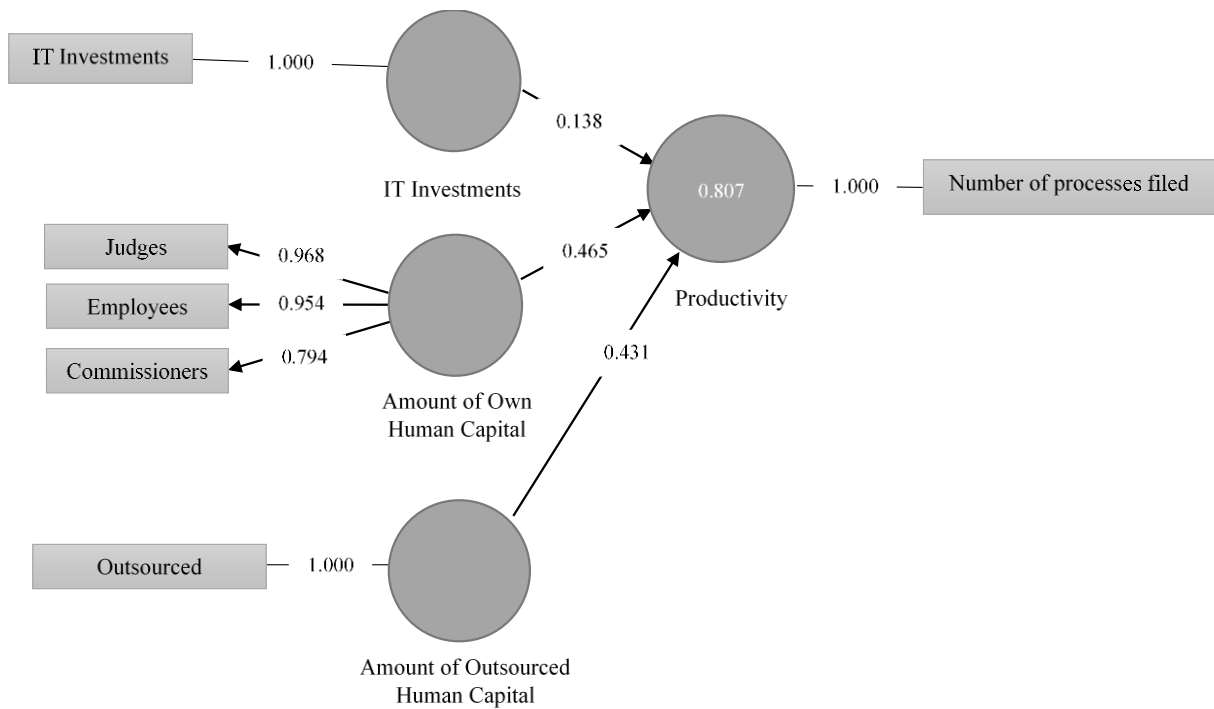 IT Investments
1.000
0.138
IT Investments
0.807
1.000
Number of processes filed
Productivity
Judges
0.968
Employees
0.954
Commissioners
0.794
0.465
Amount of Own
Human Capital
0.431
Outsourced
1.000
Amount of Outsourced
Human Capital